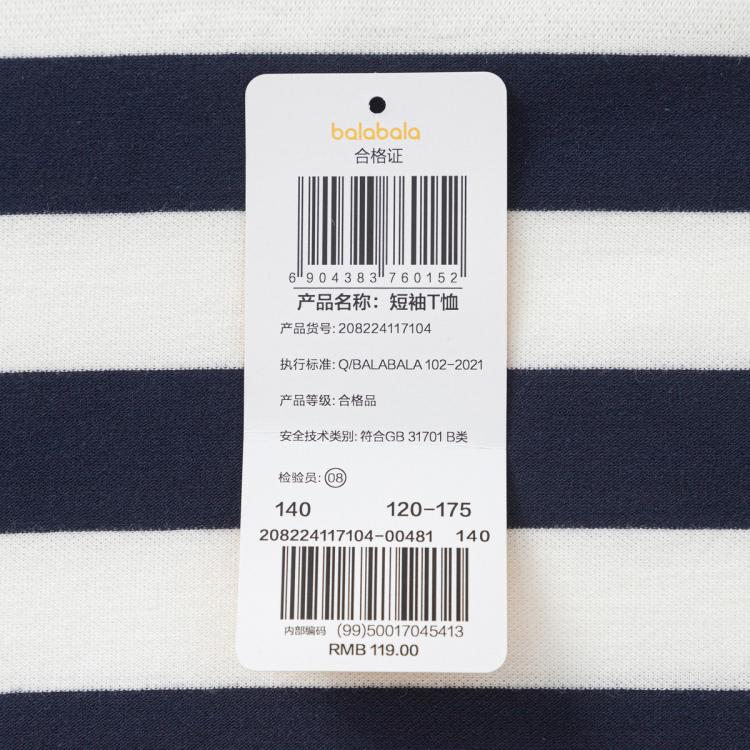 balabala
合格证
6 904383 760152
产品名称：短袖T恤
产品货号: 208224117104
执行标准: Q/BALABALA 102-2021
产品等级: 合格品
安全技术类别: 符合GB 31701 B类
检验员: 08
140 120-175
208224117104-00481 140
内部编码 (99)50017045413
RMB 119.00